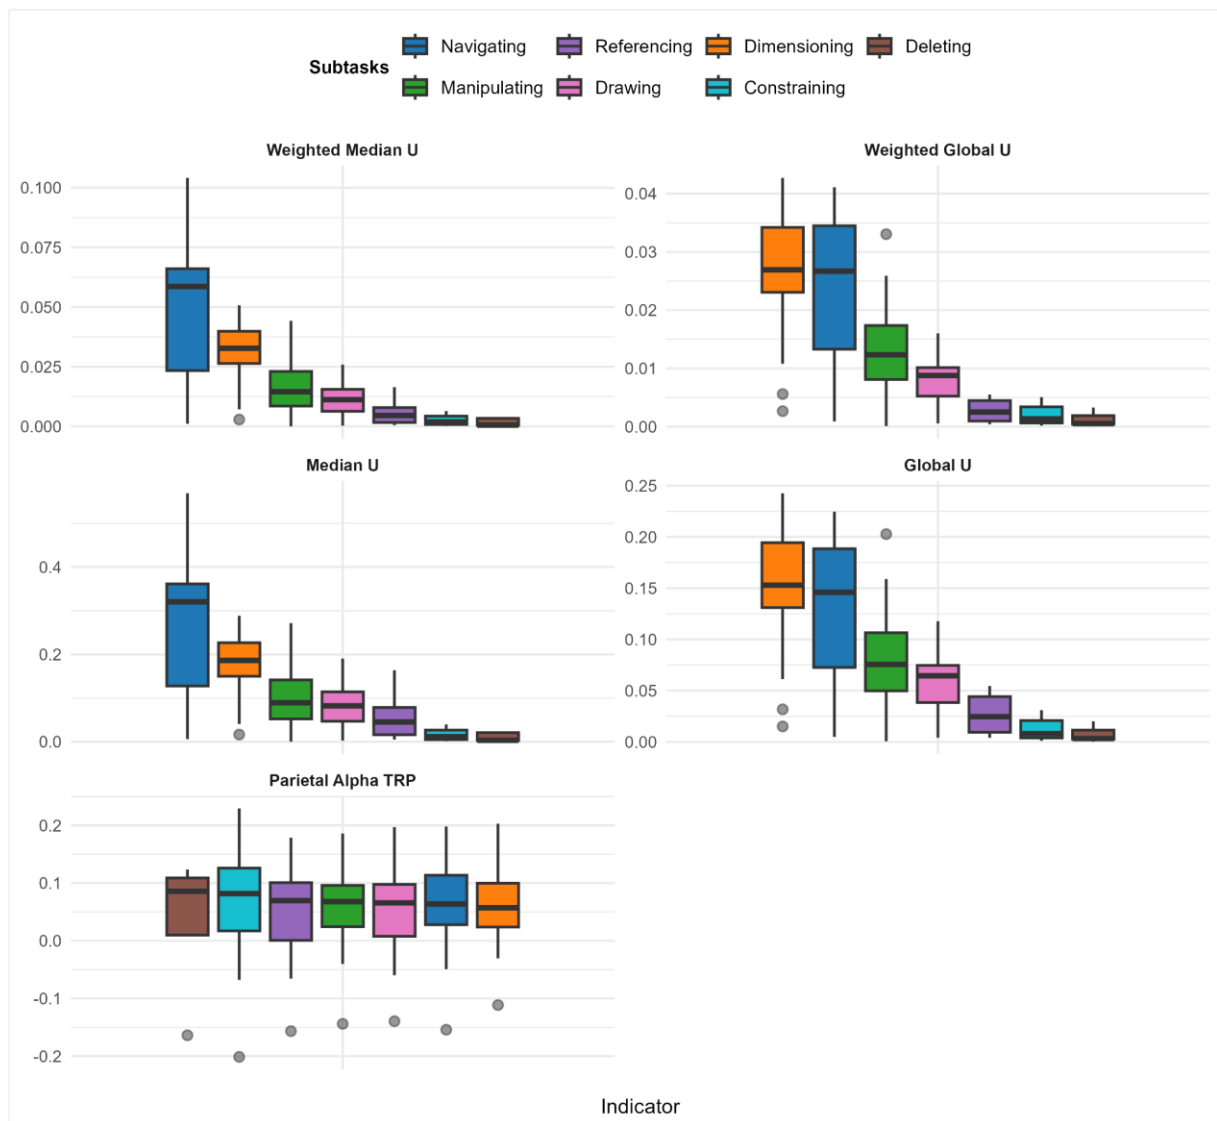 Subtasks
Navigating Referencing Dimensioning Deleting
Manipulating Drawing Constraining
Weighted Median U
0.100
0.075
0.050
0.025
0.000
Weighted Global U
0.04
0.03
0.02
0.01
0.00
Median U
0.4
0.2
0.0
Global U
0.25
0.20
0.15
0.10
0.05
0.00
Parietal Alpha TRP
0.2
0.1
0.0
-0.1
-0.2
Indicator